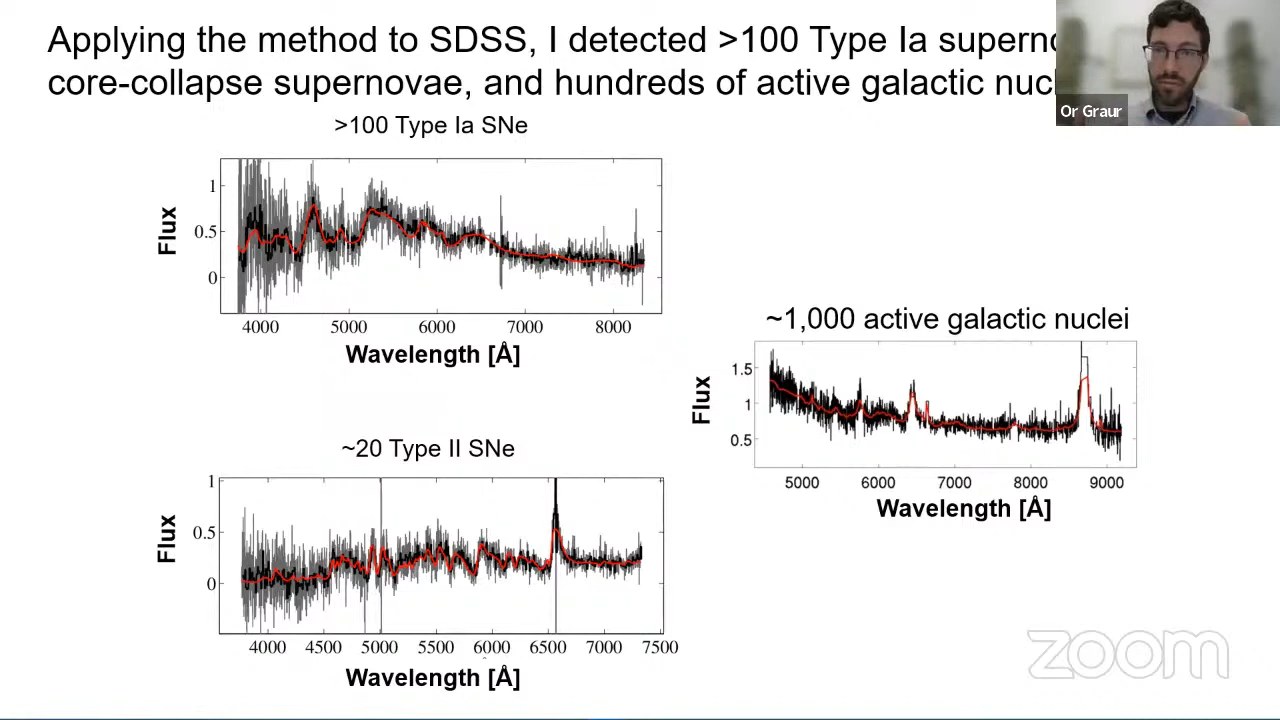 Applying the method to SDSS, I detected >100 Type Ia
core-collapse supernovae, and hundreds of active galactic
Or Graur
>100 Type Ia SNe
1
0.5
0
Flux
4000 5000 6000 7000 8000
Wavelength [Å]
~1,000 active galactic nuclei
1.5
1
0.5
Flux
5000 6000 7000 8000 9000
Wavelength [Å]
~20 Type II SNe
1
0.5
0
Flux
4000 4500 5000 5500 6000 6500 7000 7500
Wavelength [Å]
zoom